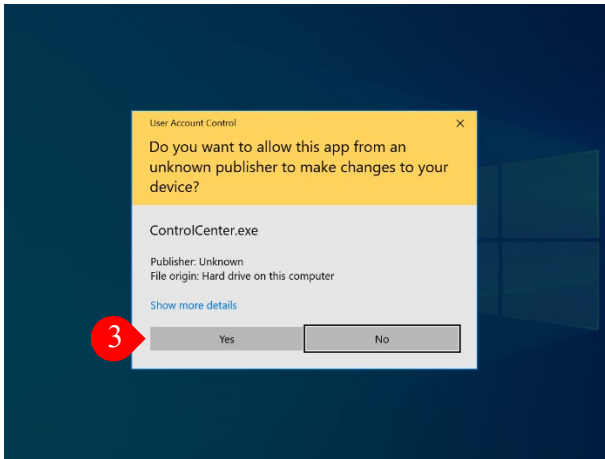 User Account Control
Do you want to allow this app from an
unknown publisher to make changes to your
device?
ControlCenter.exe
Publisher: Unknown
File origin: Hard drive on this computer
Show more details
3
Yes
No